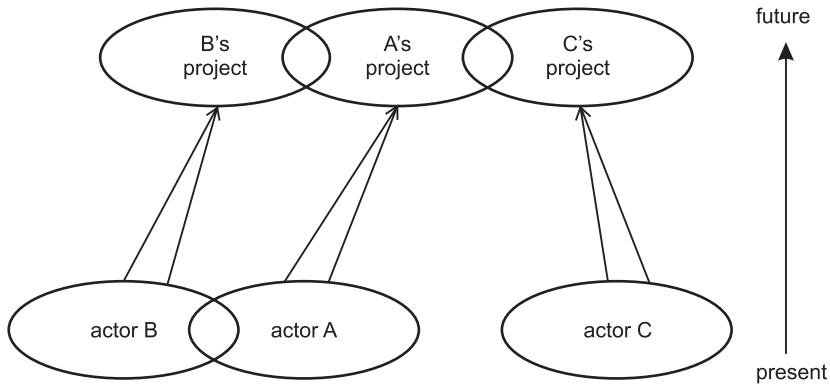 future
B's
project
A's
project
C's
project
actor B
actor A
actor C
present